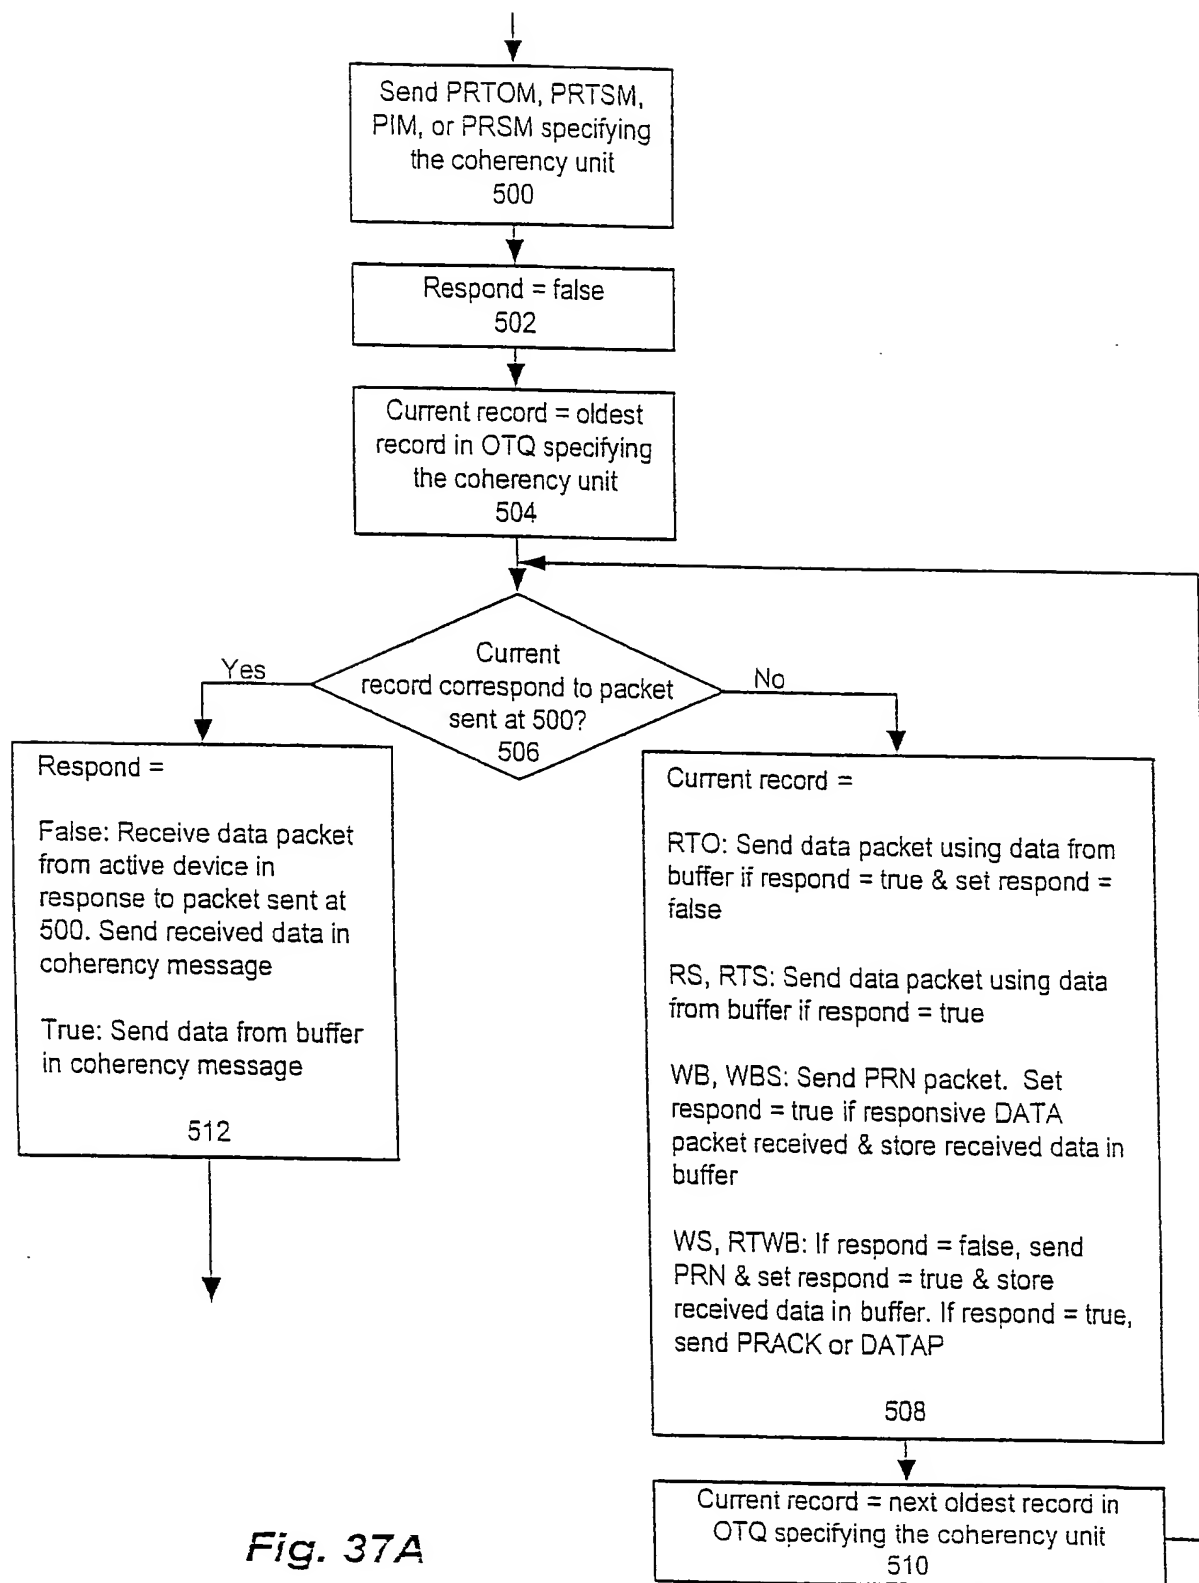 Send PRTOM, PRTSM,
PIM, or PRSM specifying
the coherency unit
500
Respond = false
502
Current record = oldest
record in OTQ specifying
the coherency unit
504
Current
record correspond to packet
sent at 500?
506
Yes
No
Respond =
False: Receive data packet
from active device in
response to packet sent at
500. Send received data in
coherency message
True: Send data from buffer
in coherency message
512
Current record =
RTO: Send data packet using data from
buffer if respond = true & set respond =
false
RS, RTS: Send data packet using data
from buffer if respond = true
WB, WBS: Send PRN packet. Set
respond = true if responsive DATA
packet received & store received data in
buffer
WS, RTWB: If respond = false, send
PRN & set respond = true & store
received data in buffer. If respond = true,
send PRACK or DATAP
508
Current record = next oldest record in
OTQ specifying the coherency unit
510
Fig. 37A